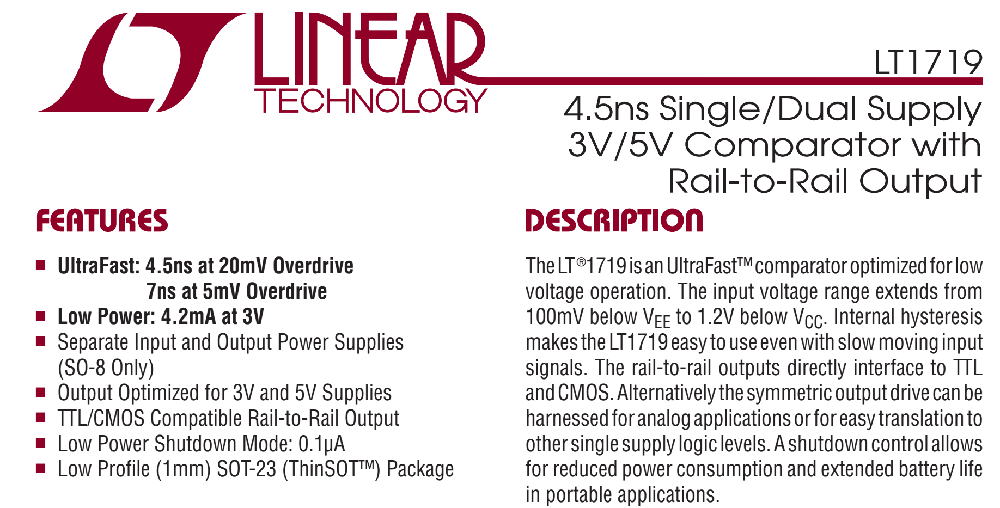 LINEAR
TECHNOLOGY
LT1719
4.5ns Single/Dual Supply
3V/5V Comparator with
Rail-to-Rail Output
FEATURES
■ UltraFast: 4.5ns at 20mV Overdrive
7ns at 5mV Overdrive
■ Low Power: 4.2mA at 3V
■ Separate Input and Output Power Supplies
(SO-8 Only)
■ Output Optimized for 3V and 5V Supplies
■ TTL/CMOS Compatible Rail-to-Rail Output
■ Low Power Shutdown Mode: 0.1µA
■ Low Profile (1mm) SOT-23 (ThinSOT™) Package
DESCRIPTION
The LT®1719 is an UltraFast™ comparator optimized for low
voltage operation. The input voltage range extends from
100mV below VEE to 1.2V below VCC. Internal hysteresis
makes the LT1719 easy to use even with slow moving input
signals. The rail-to-rail outputs directly interface to TTL
and CMOS. Alternatively the symmetric output drive can be
harnessed for analog applications or for easy translation to
other single supply logic levels. A shutdown control allows
for reduced power consumption and extended battery life
in portable applications.